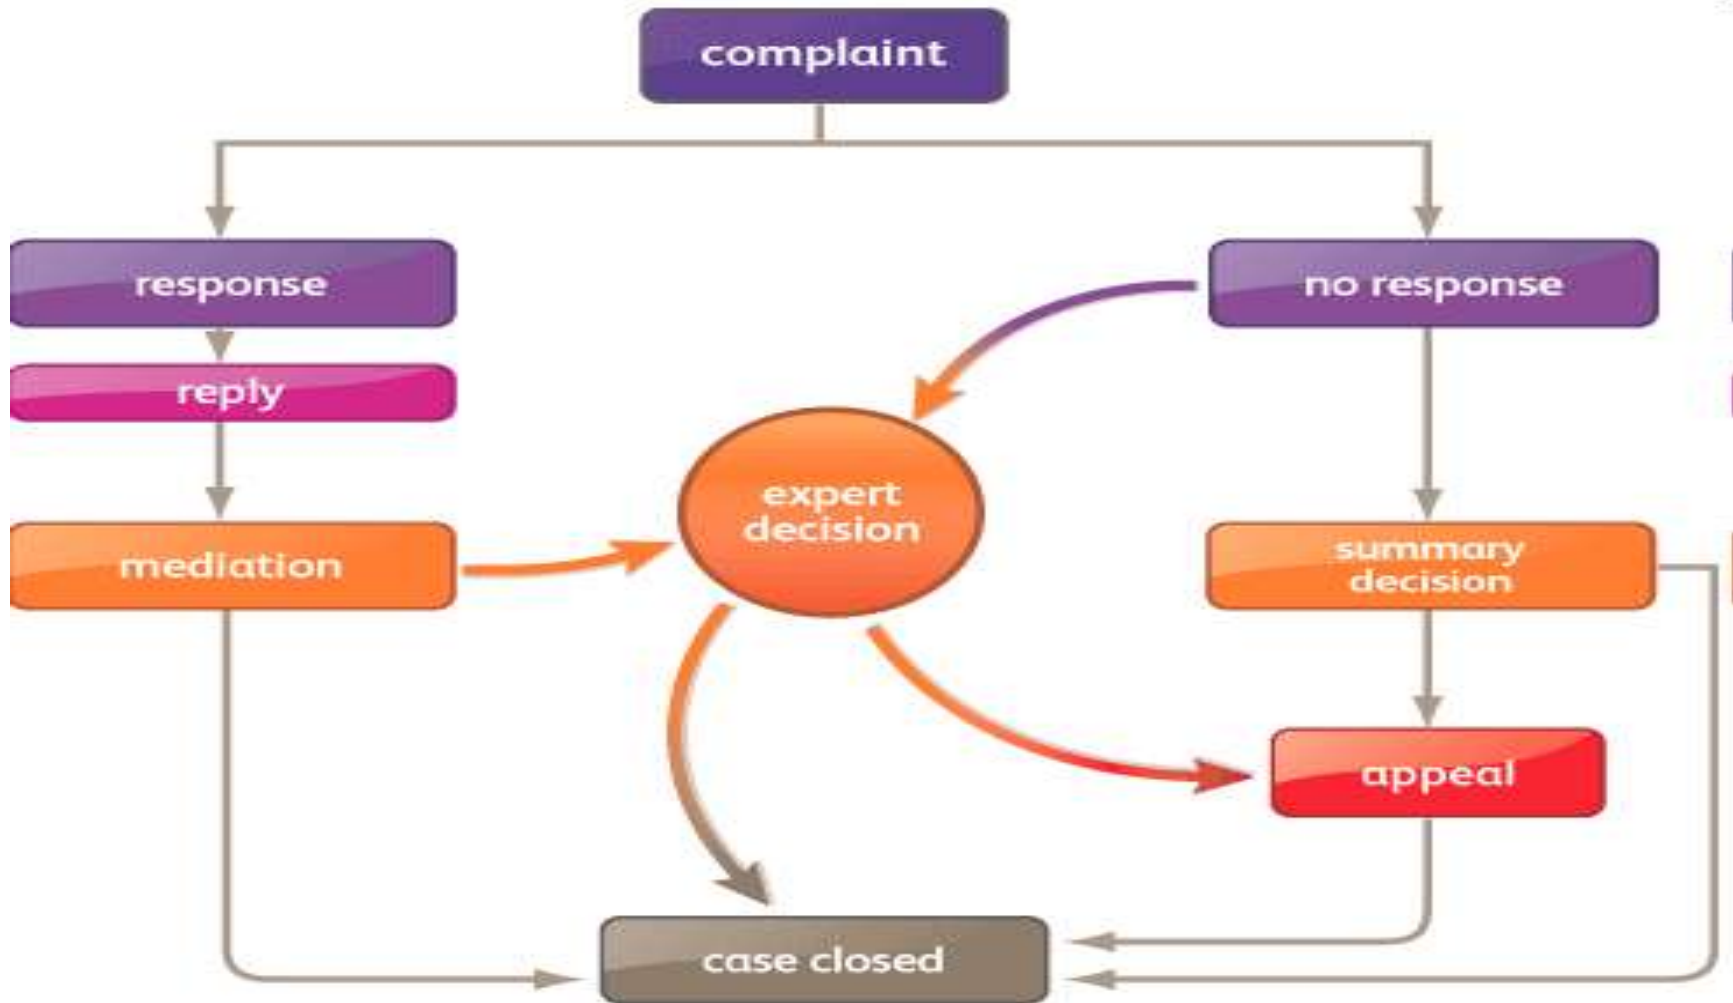 complaint
response
no response
reply
expert
decision
mediation
summary
decision
appeal
case closed